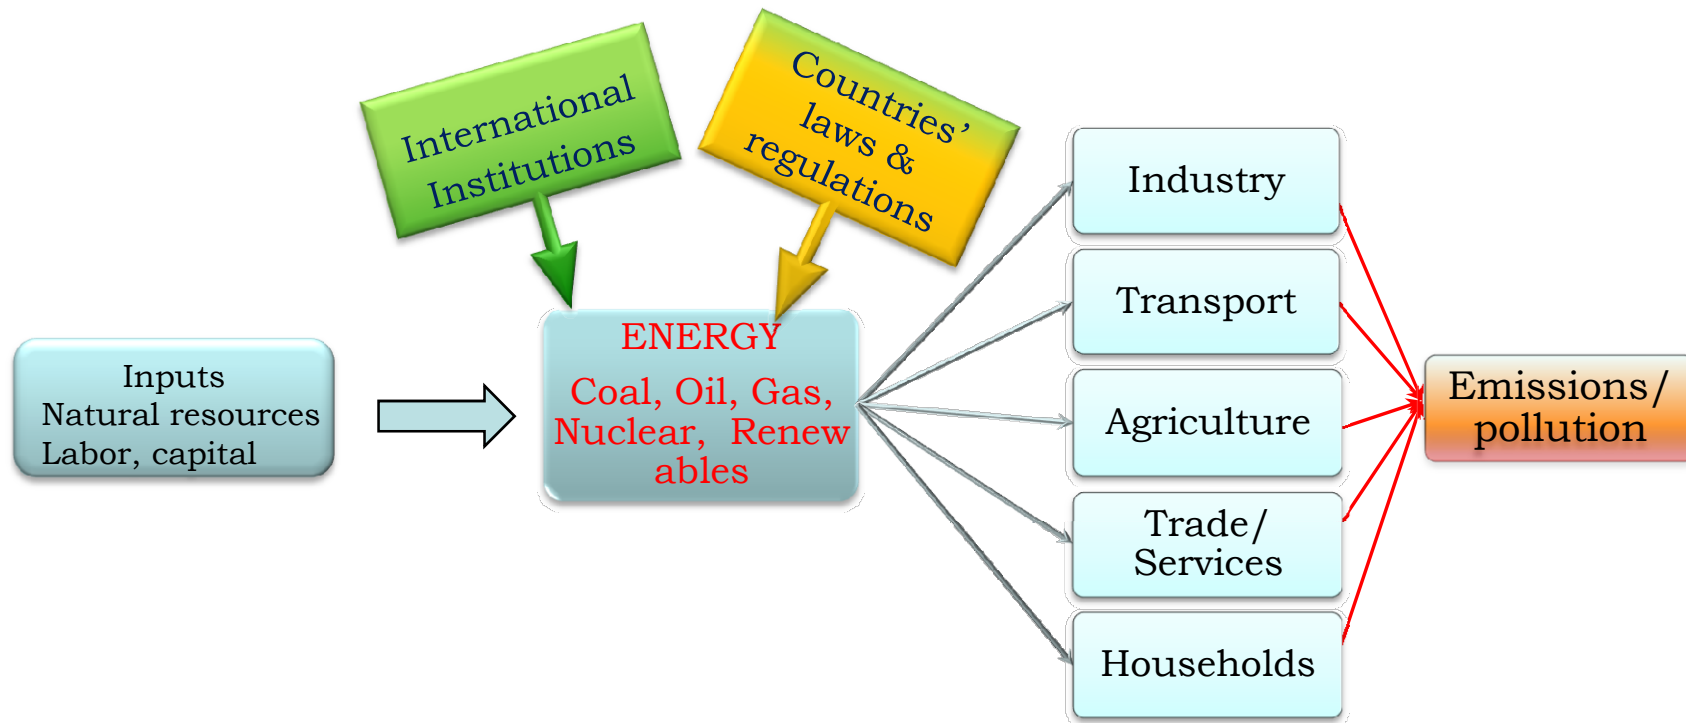 International
Institutions
Countries’
laws &
regulations
Inputs
Natural resources
Labor, capital
ENERGY
Coal, Oil, Gas,
Nuclear, Renew
ables
Industry
Transport
Agriculture
Trade/
Services
Households
Emissions/
pollution